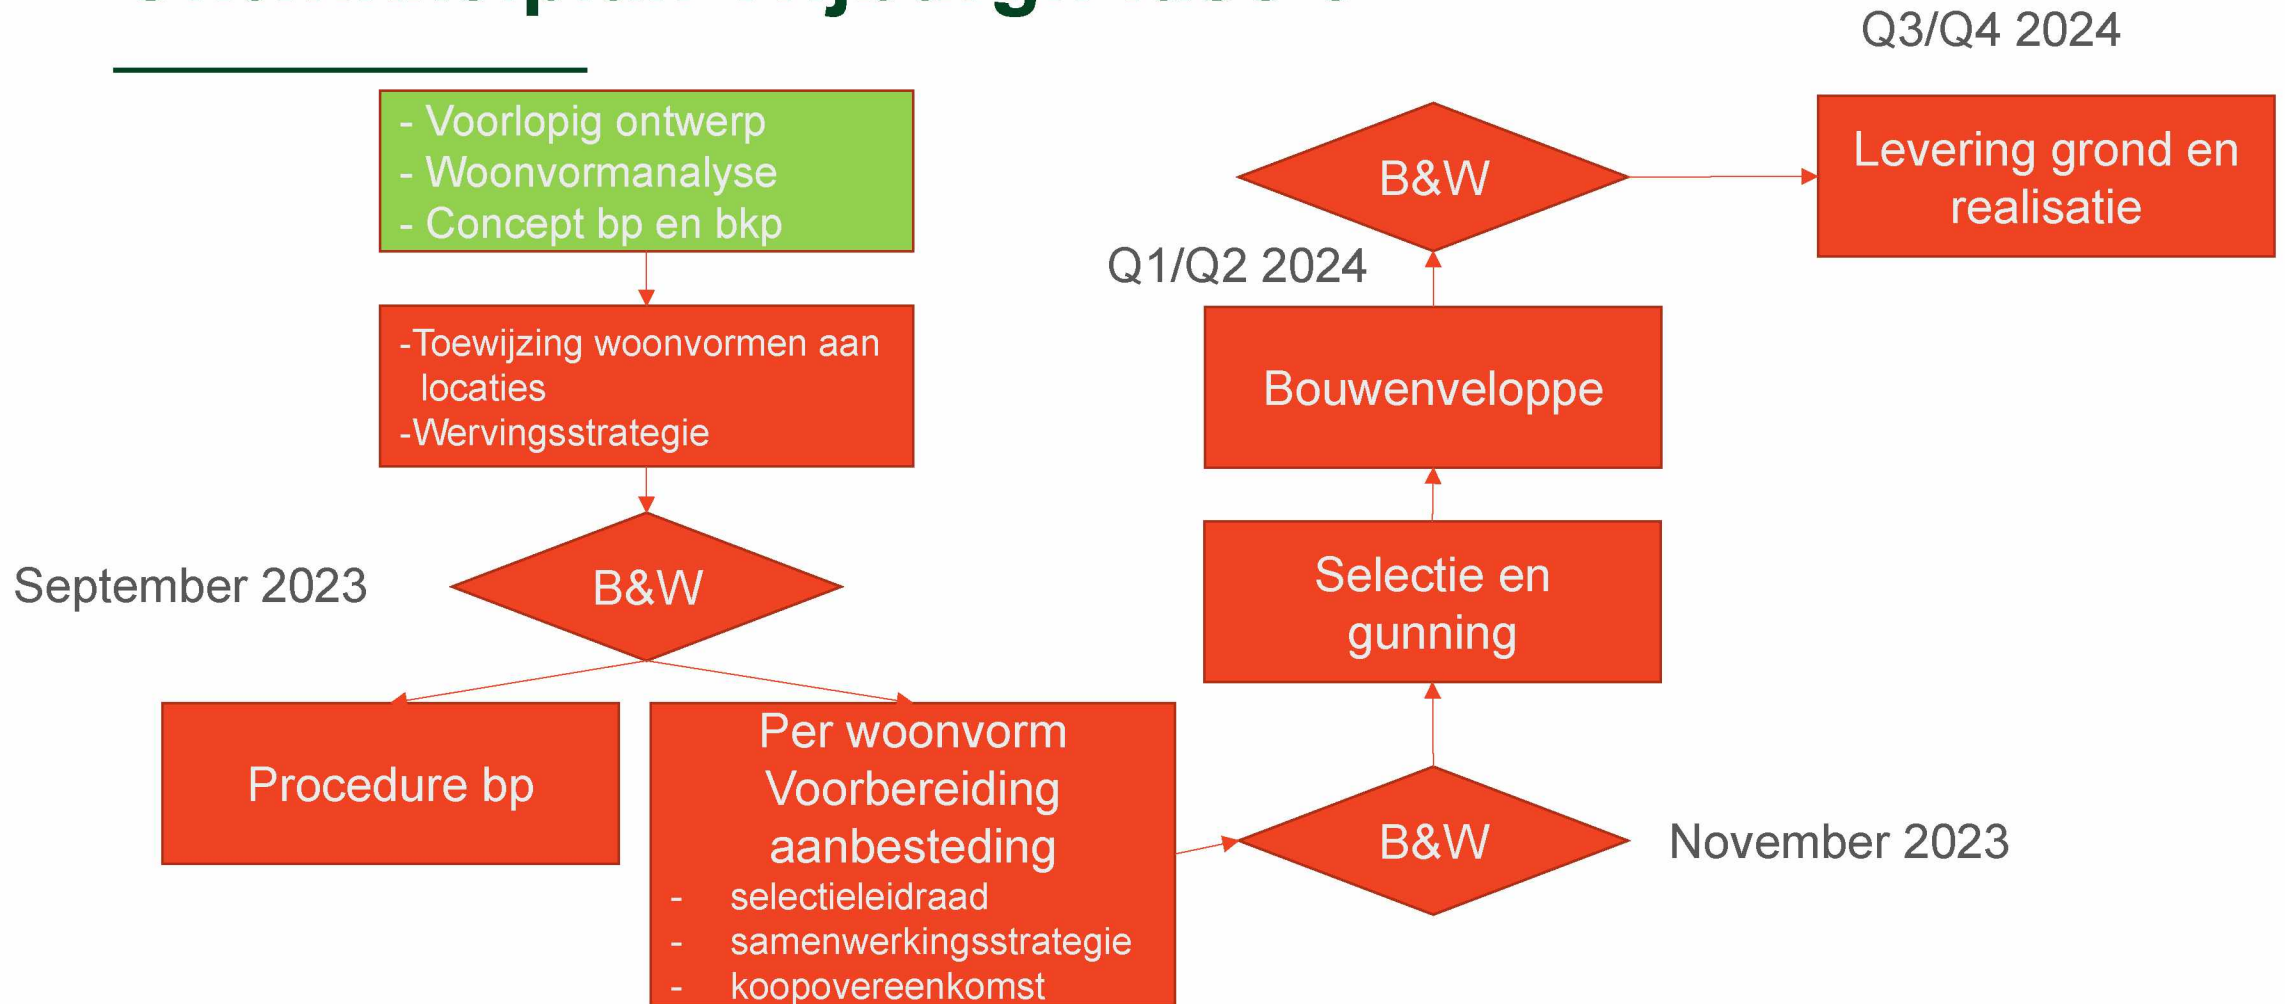 - Voorlopig ontwerp
- Woonvormanalyse
- Concept bp en bkp
-Toewijzing woonvormen aan
locaties
-Wervingsstrategie
September 2023
B&W
Procedure bp
Per woonvorm
Voorbereiding
aanbesteding
- selectieleidraad
- samenwerkingsstrategie
- koopovereenkomst
B&W
November 2023
Selectie en
gunning
Bouwenveloppe
Q1/Q2 2024
B&W
Q3/Q4 2024
Levering grond en
realisatie